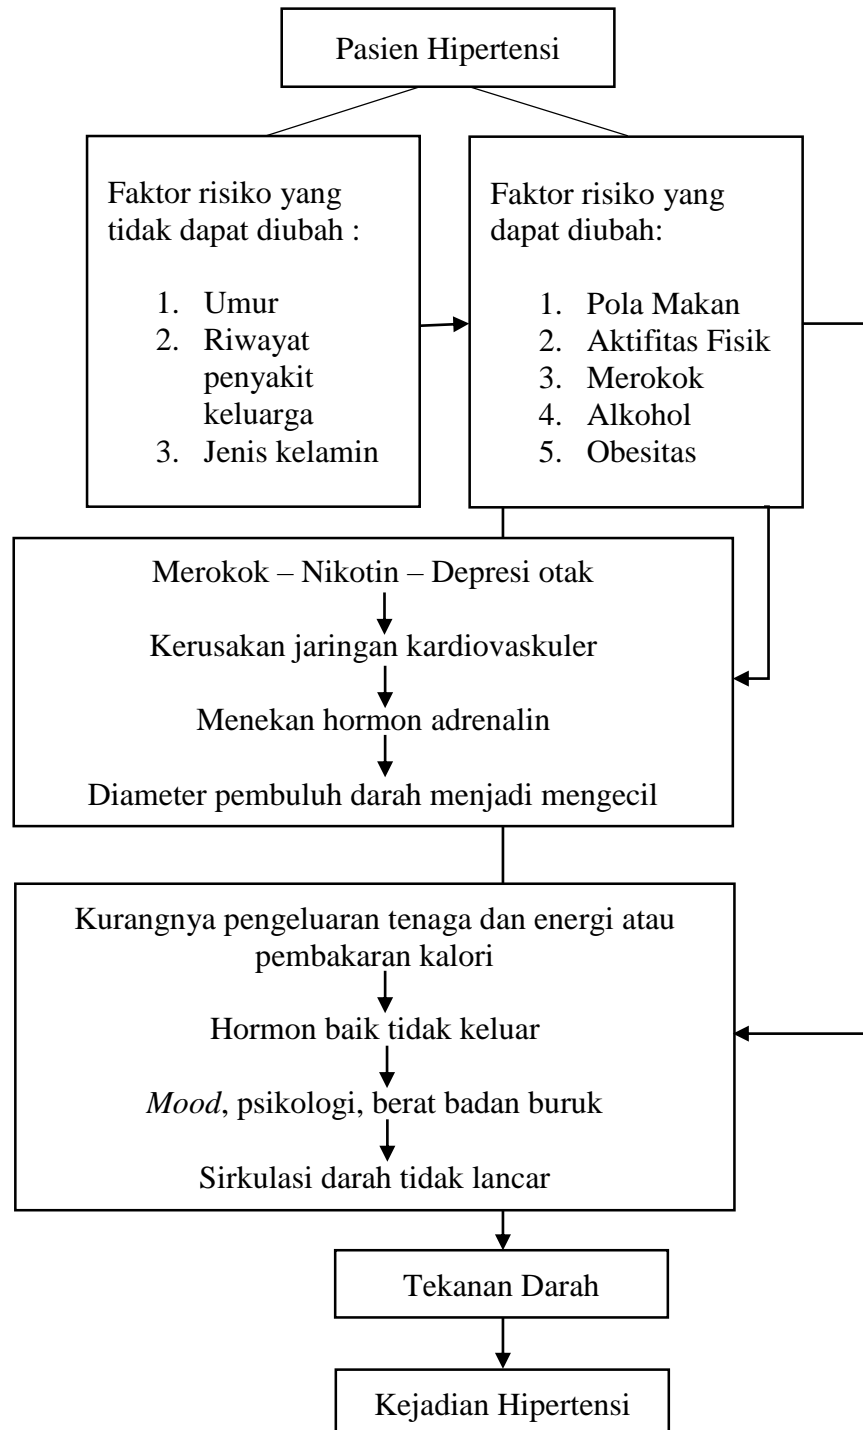 Pasien Hipertensi
Faktor risiko yang
tidak dapat diubah :
1. Umur
2. Riwayat
penyakit
keluarga
3. Jenis kelamin
Faktor risiko yang
dapat diubah:
1. Pola Makan
2. Aktifitas Fisik
3. Merokok
4. Alkohol
5. Obesitas
Merokok – Nikotin – Depresi otak
Kerusakan jaringan kardiovaskuler
Menekan hormon adrenalin
Diameter pembuluh darah menjadi mengecil
Kurangnya pengeluaran tenaga dan energi atau
pembakaran kalori
Hormon baik tidak keluar
Mood, psikologi, berat badan buruk
Sirkulasi darah tidak lancar
Tekanan Darah
Kejadian Hipertensi